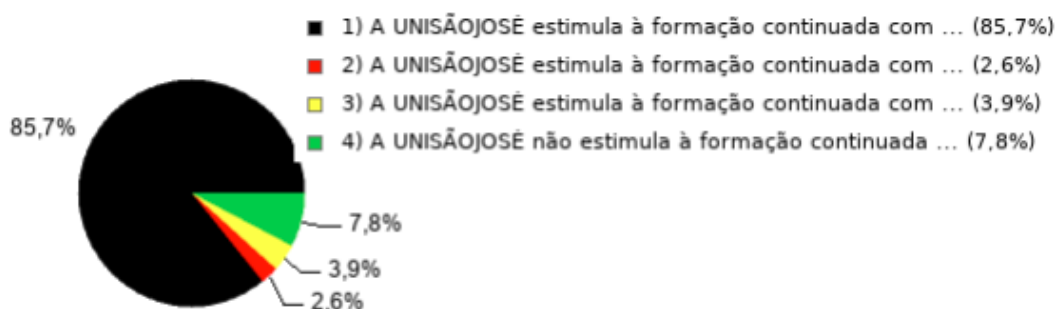 1) A UNISÃOJOSÉ estimula à formação continuada com ... (85,7%)
2) A UNISÃOJOSÉ estimula à formação continuada com ... (2,6%)
3) A UNISÃOJOSÉ estimula à formação continuada com ... (3,9%)
4) A UNISÃOJOSÉ não estimula à formação continuada ... (7,8%)
85,7%
7,8%
3,9%
2,6%